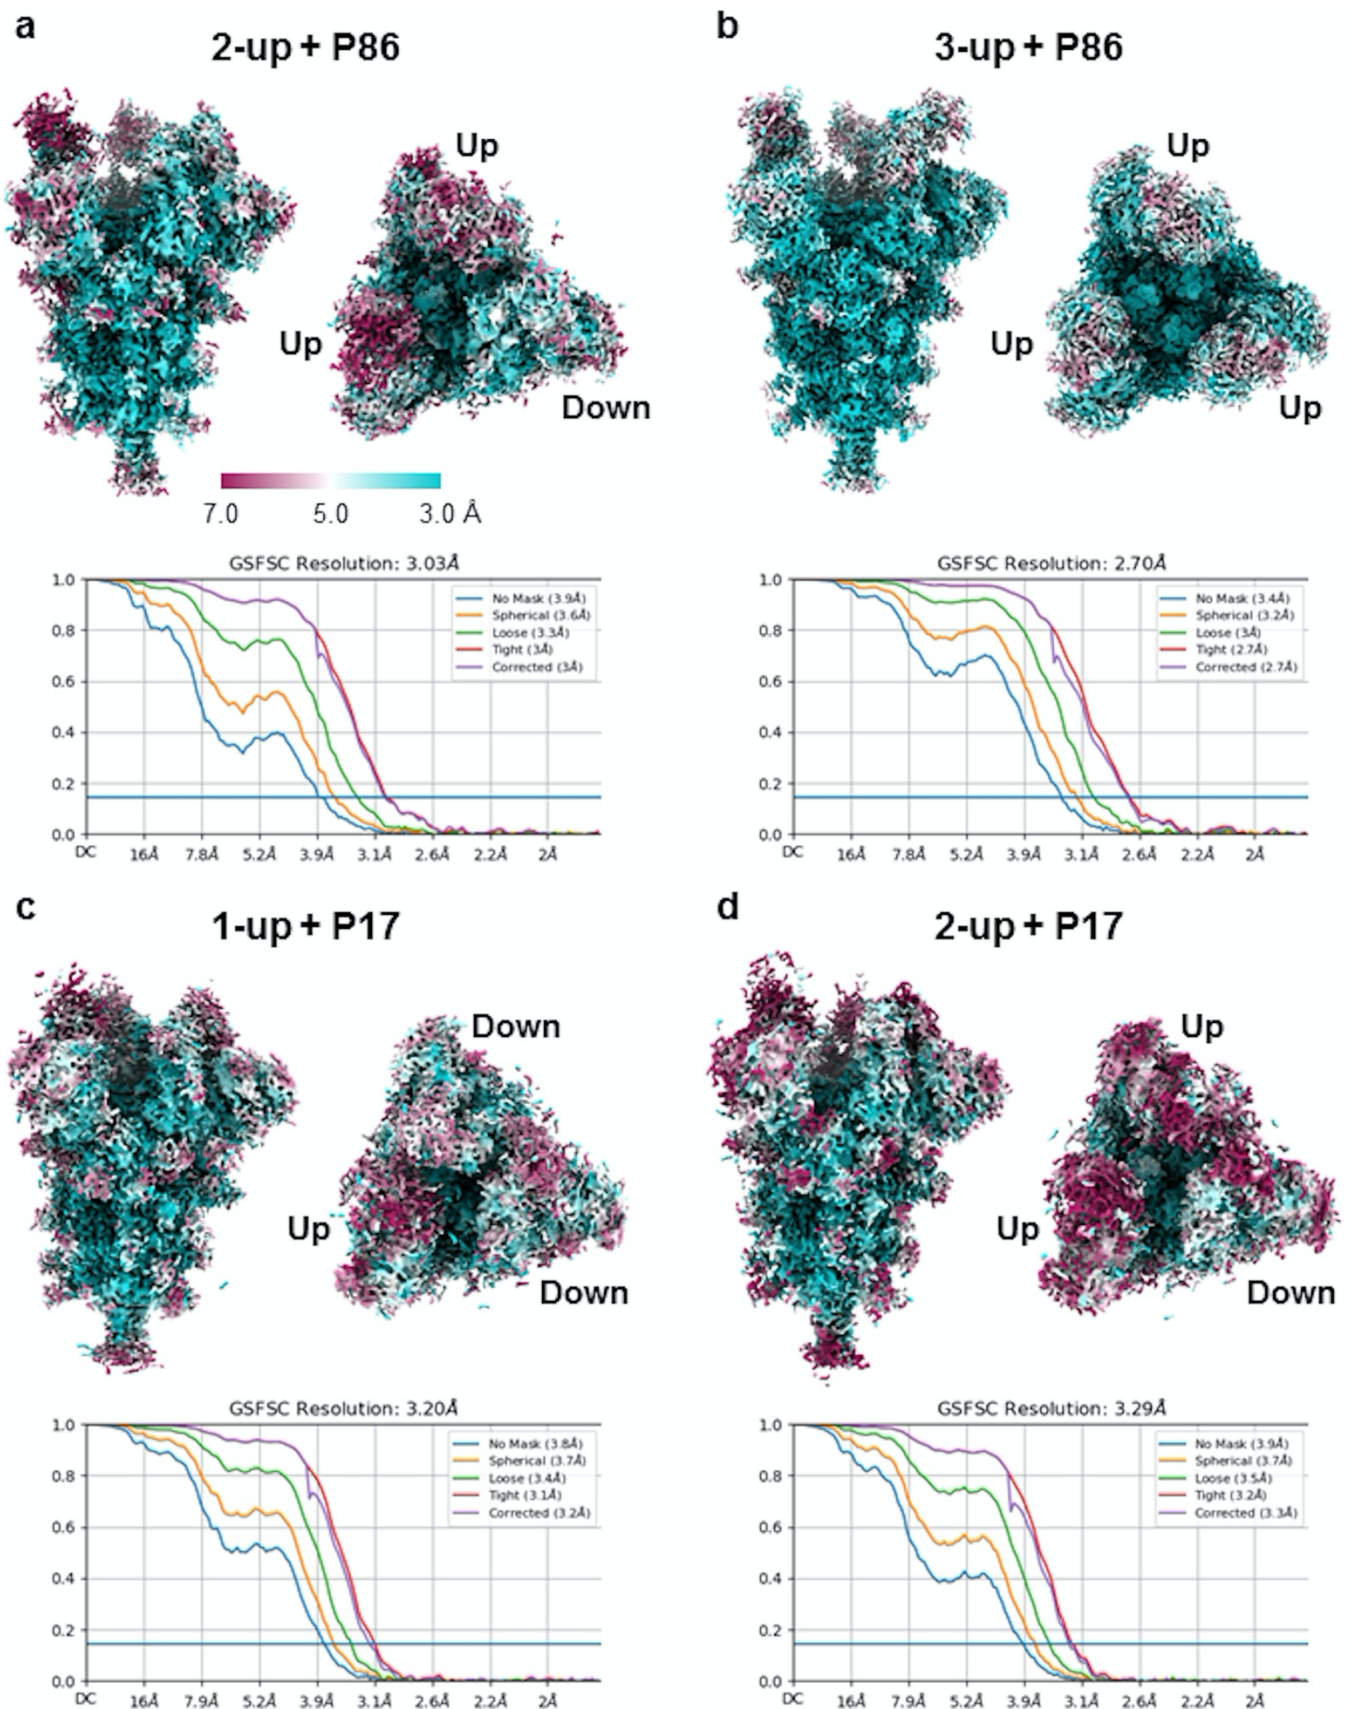 a
2-up + P86
Up
Up
Down
7.0 5.0 3.0 Å
GSFSC Resolution: 3.03Å
1.0
0.8
0.6
0.4
0.2
0.0
No Mask (3.9Å)
Spherical (3.6Å)
Loose (3.3Å)
Tight (3Å)
Corrected (3Å)
DC 16Å 7.8Å 5.2Å 3.9Å 3.1Å 2.6Å 2.2Å 2Å
b
3-up + P86
Up
Up
Up
GSFSC Resolution: 2.70Å
1.0
0.8
0.6
0.4
0.2
0.0
No Mask (3.4Å)
Spherical (3.2Å)
Loose (3Å)
Tight (2.7Å)
Corrected (2.7Å)
DC 16Å 7.8Å 5.2Å 3.9Å 3.1Å 2.6Å 2.2Å 2Å
c
1-up + P17
Down
Up
Down
GSFSC Resolution: 3.20Å
1.0
0.8
0.6
0.4
0.2
0.0
No Mask (3.8Å)
Spherical (3.7Å)
Loose (3.4Å)
Tight (3.1Å)
Corrected (3.2Å)
DC 16Å 7.9Å 5.2Å 3.9Å 3.1Å 2.6Å 2.2Å 2Å
d
2-up + P17
Up
Up
Down
GSFSC Resolution: 3.29Å
1.0
0.8
0.6
0.4
0.2
0.0
No Mask (3.9Å)
Spherical (3.7Å)
Loose (3.5Å)
Tight (3.2Å)
Corrected (3.3Å)
DC 16Å 7.9Å 5.2Å 3.9Å 3.1Å 2.6Å 2.2Å 2Å